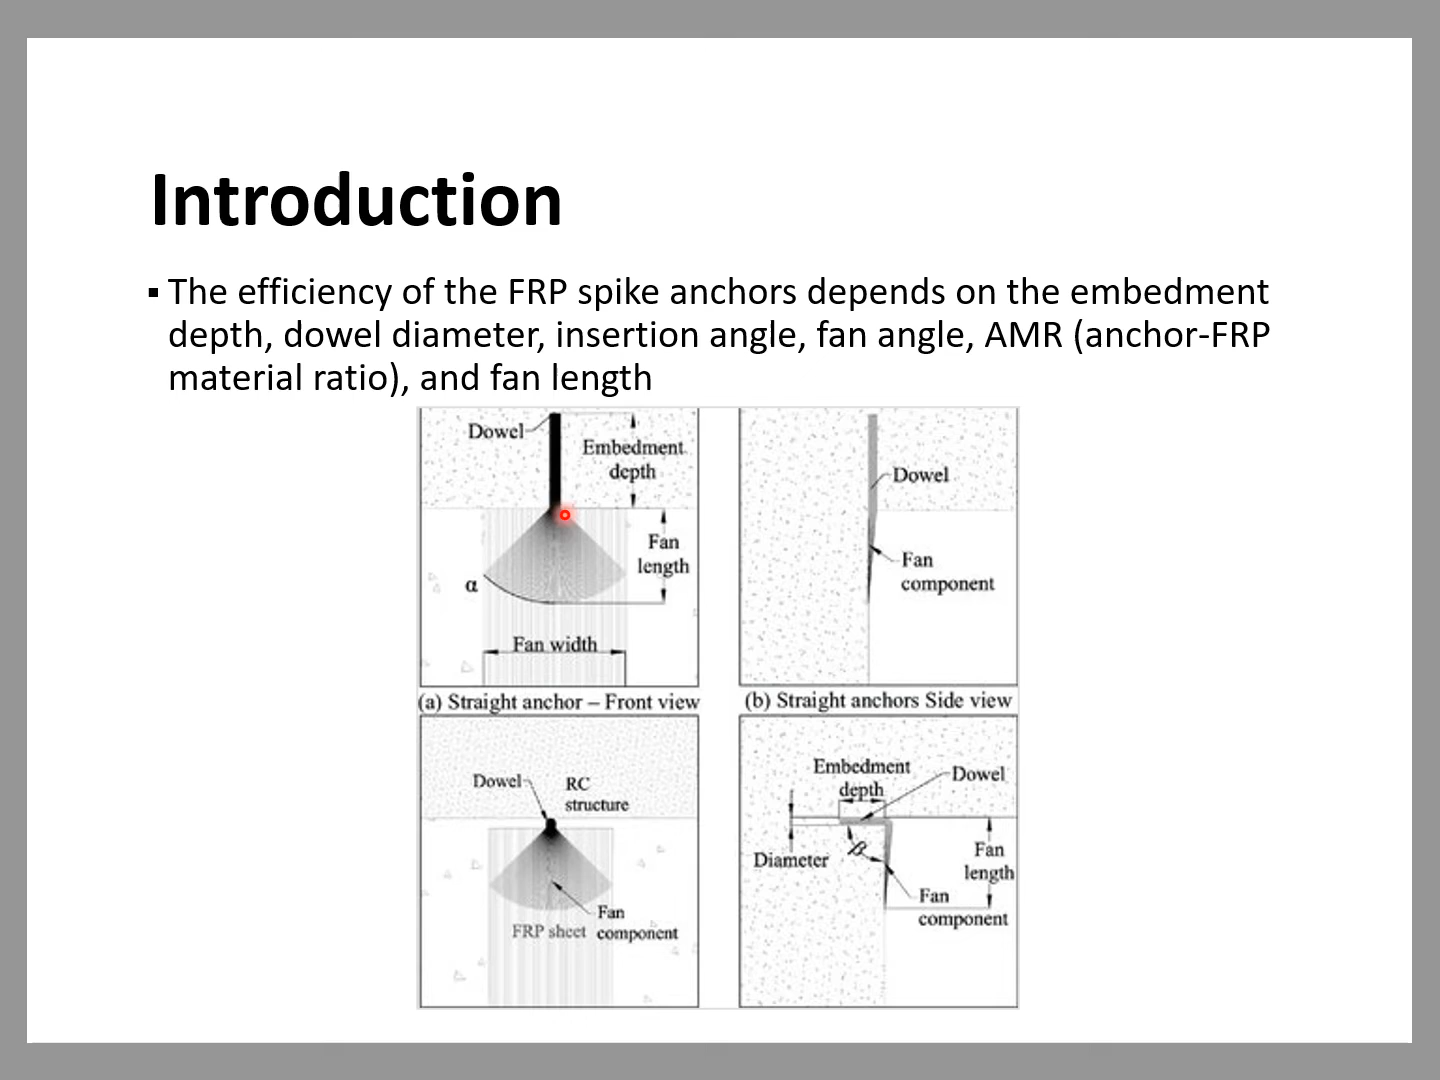 Introduction
▪ The efficiency of the FRP spike anchors depends on the embedment
depth, dowel diameter, insertion angle, fan angle, AMR (anchor-FRP
material ratio), and fan length
Dowel
Embedment
depth
Fan
length
α
Fan width
(a) Straight anchor – Front view
Dowel
Fan
component
(b) Straight anchors Side view
Dowel
RC
structure
Fan
component
FRP sheet
Embedment
depth
Dowel
Diameter
β
Fan
length
Fan
component